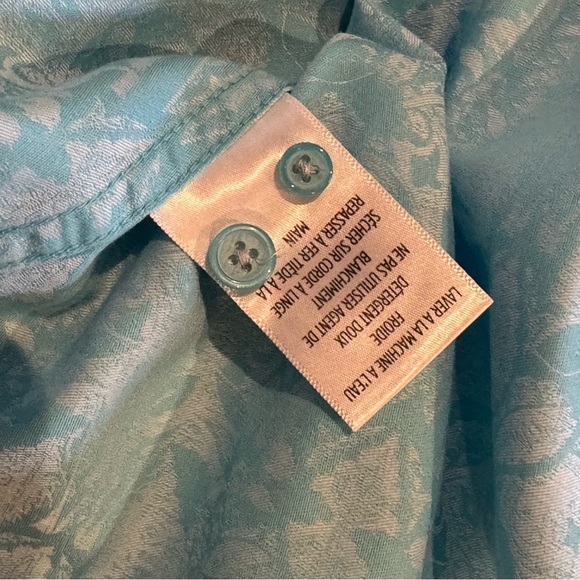 LAVER À LA MACHINE À L'EAU
FROIDE
DÉTERGENT DOUX
NE PAS UTILISER AGENT DE
BLANCHIMENT
SÉCHER SUR CORDE À LINGE
REPASSER À FER TIEDE À LA
MAIN